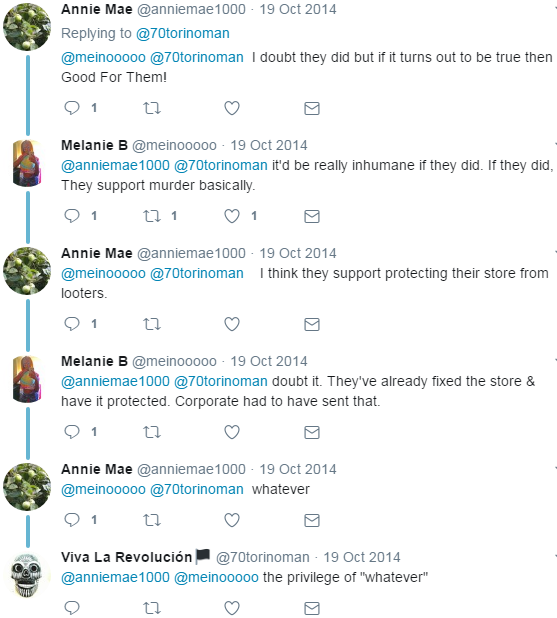 Annie Mae @anniemae1000 · 19 Oct 2014
Replying to @70torinoman
@meinooooo @70torinoman I doubt they did but if it turns out to be true then
Good For Them!
1
Melanie B @meinooooo · 19 Oct 2014
@anniemae1000 @70torinoman it'd be really inhumane if they did. If they did,
They support murder basically.
1 1 1
Annie Mae @anniemae1000 · 19 Oct 2014
@meinooooo @70torinoman I think they support protecting their store from
looters.
1
Melanie B @meinooooo · 19 Oct 2014
@anniemae1000 @70torinoman doubt it. They've already fixed the store &
have it protected. Corporate had to have sent that.
1
Annie Mae @anniemae1000 · 19 Oct 2014
@meinooooo @70torinoman whatever
1
Viva La Revolución🏴 @70torinoman · 19 Oct 2014
@anniemae1000 @meinooooo the privilege of "whatever"